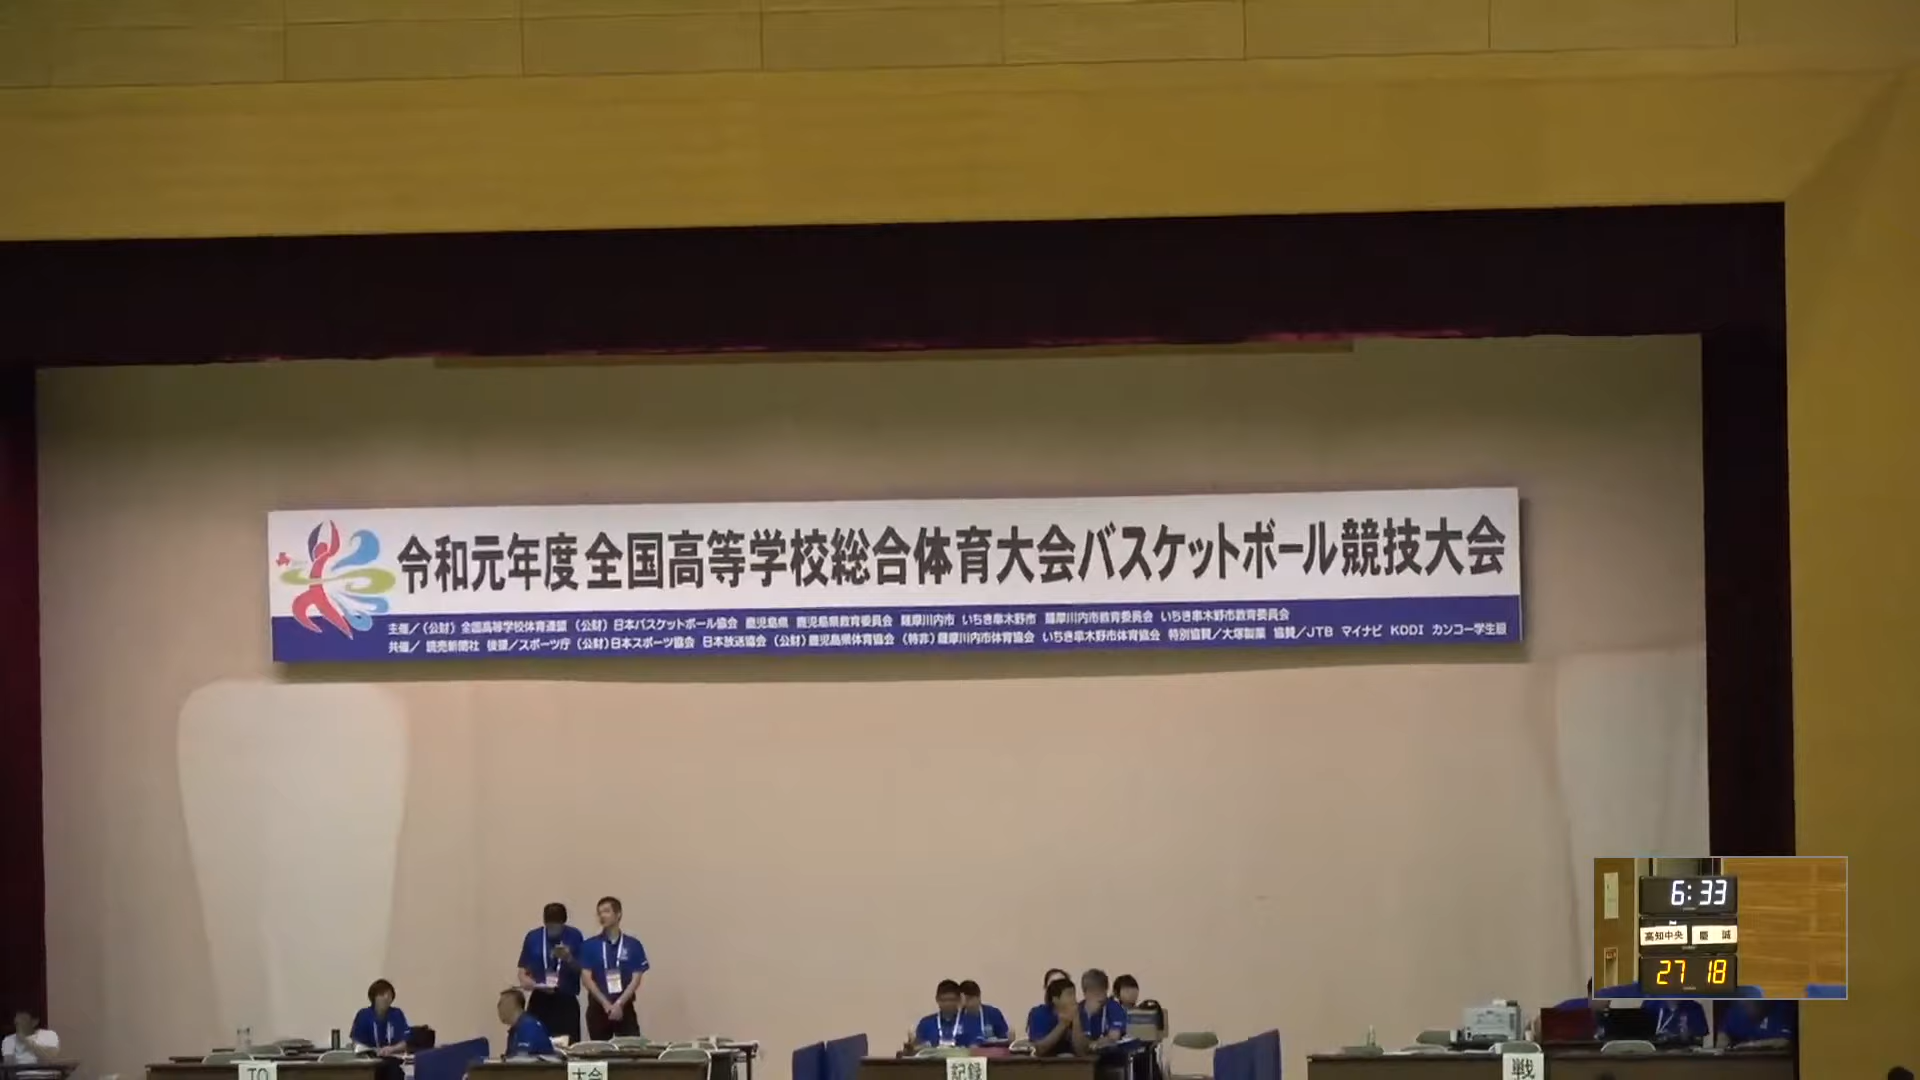 令和元年度全国高等学校総合体育大会バスケットボール競技大会
主催／（公財）全国高等学校体育連盟（公財）日本バスケットボール協会 鹿児島県 鹿児島県教育委員会 薩摩川内市 いちき串木野市 薩摩川内市教育委員会 いちき串木野市教育委員会
共催／ 読売新聞社 後援／スポーツ庁（公財）日本スポーツ協会 日本放送協会（公財）鹿児島県体育協会（特非）薩摩川内市体育協会 いちき串木野市体育協会 特別協賛／大塚製薬 協賛／JTB マイナビ KDDI カンコー学生服
6:33
高知中央 慶 誠
27 18
TO
大会
記録
戦